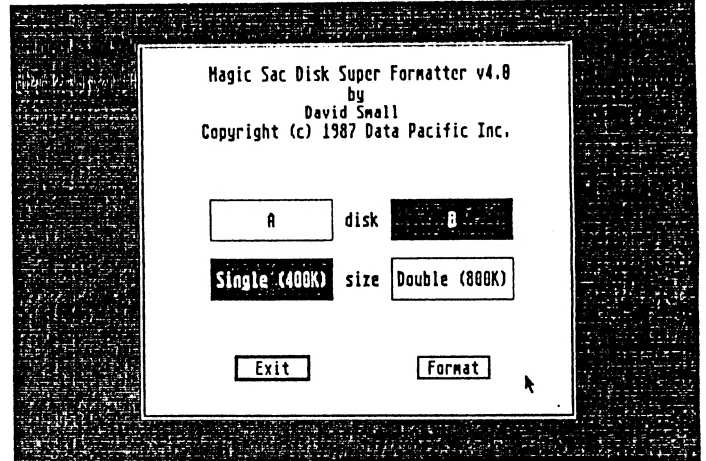 Magic Sac Disk Super Formatter v4.0
by
David Small
Copyright (c) 1987 Data Pacific Inc.
A disk B
Single (400K) size Double (800K)
Exit Format